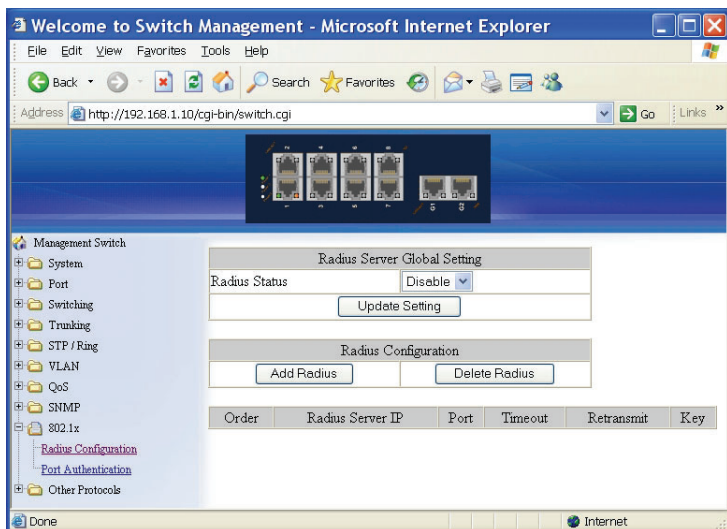 Welcome to Switch Management - Microsoft Internet Explorer
File Edit View Favorites Tools Help
Back Search Favorites
Address http://192.168.1.10/cgi-bin/switch.cgi Go Links »
Management Switch
System
Port
Switching
Trunking
STP / Ring
VLAN
QoS
SNMP
802.1x
Radius Configuration
Port Authentication
Other Protocols
Radius Server Global Setting
Radius Status Disable
Update Setting
Radius Configuration
Add Radius Delete Radius
Order Radius Server IP Port Timeout Retransmit Key
Done Internet